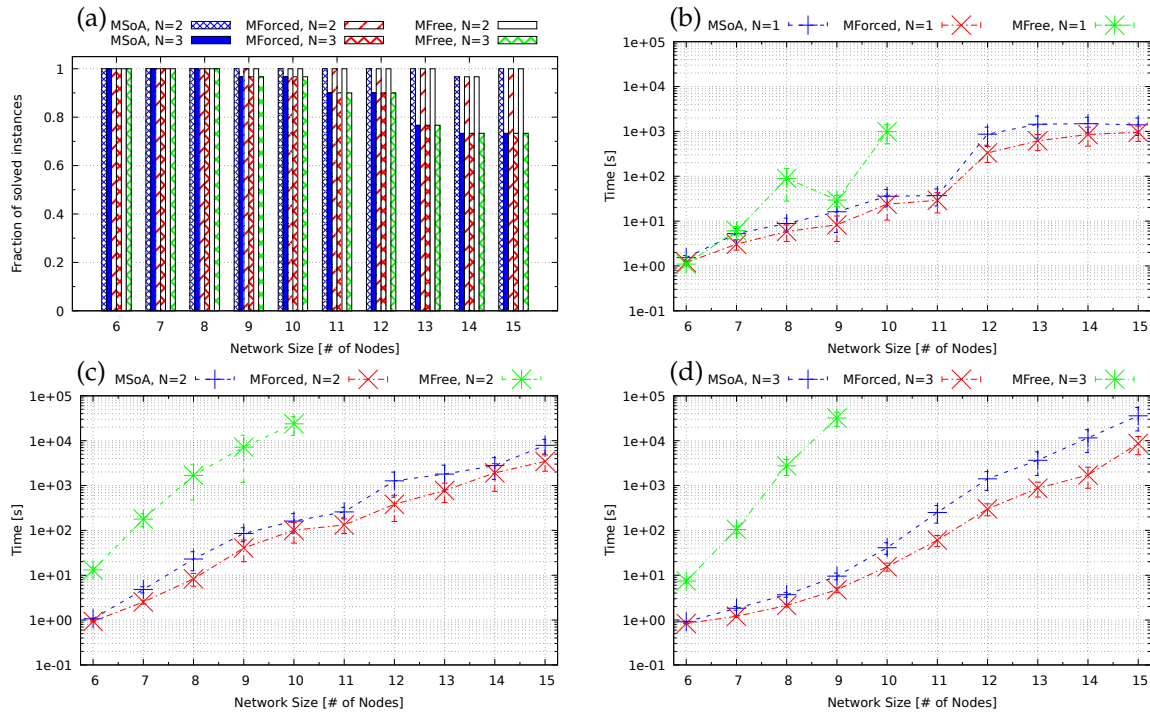 (a)
MSoA, N=2 MForced, N=2 MFree, N=2
MSoA, N=3 MForced, N=3 MFree, N=3
Fraction of solved instances
1
0.8
0.6
0.4
0.2
0
6 7 8 9 10 11 12 13 14 15
Network Size [# of Nodes]
(b)
MSoA, N=1 MForced, N=1 MFree, N=1
Time [s]
1e+05
1e+04
1e+03
1e+02
1e+01
1e+00
1e-01
6 7 8 9 10 11 12 13 14 15
Network Size [# of Nodes]
(c)
MSoA, N=2 MForced, N=2 MFree, N=2
Time [s]
1e+05
1e+04
1e+03
1e+02
1e+01
1e+00
1e-01
6 7 8 9 10 11 12 13 14 15
Network Size [# of Nodes]
(d)
MSoA, N=3 MForced, N=3 MFree, N=3
Time [s]
1e+05
1e+04
1e+03
1e+02
1e+01
1e+00
1e-01
6 7 8 9 10 11 12 13 14 15
Network Size [# of Nodes]